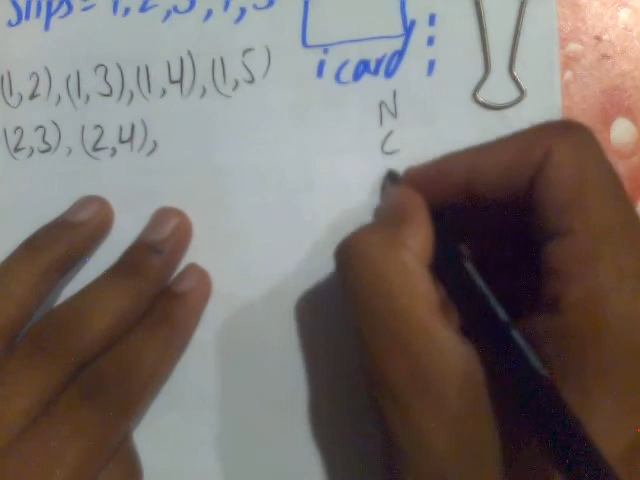 slips = 1, 2, 3, 4, 5
i card
(1,2), (1,3), (1,4), (1,5)
(2,3), (2,4),
N
C